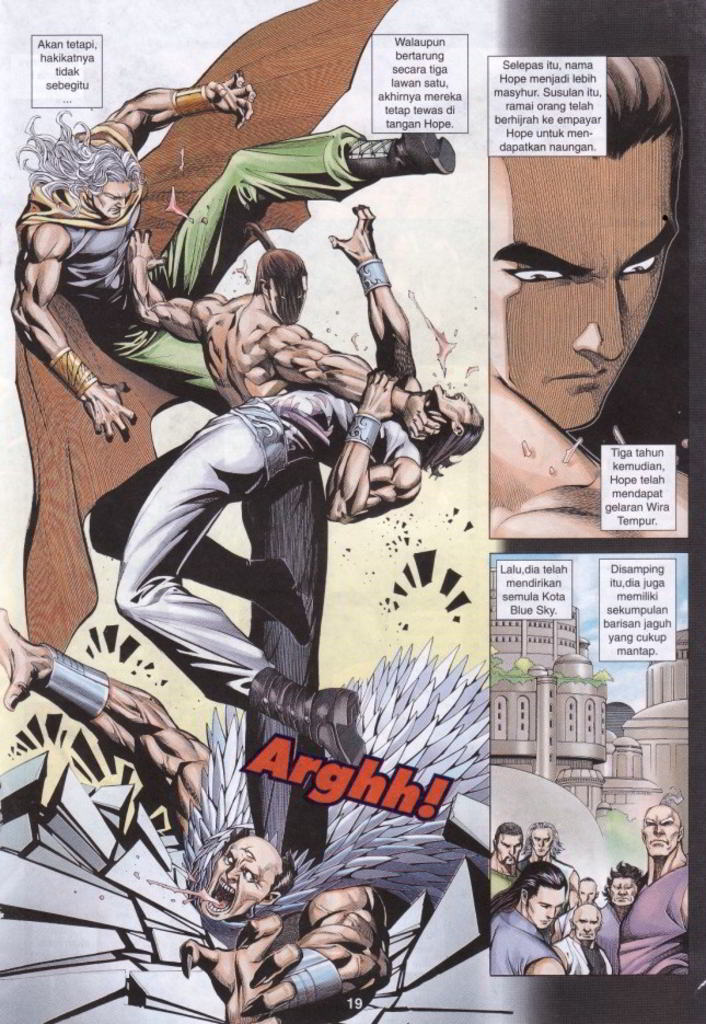 Akan tetapi,
hakikatnya
tidak
sebegitu
...
Walaupun
bertarung
secara tiga
lawan satu,
akhirnya mereka
tetap tewas di
tangan Hope.
Selepas itu, nama
Hope menjadi lebih
masyhur. Susulan itu,
ramai orang telah
berhijrah ke empayar
Hope untuk men-
dapatkan naungan.
Tiga tahun
kemudian,
Hope telah
mendapat
gelaran Wira
Tempur.
Lalu,dia telah
mendirikan
semula Kota
Blue Sky.
Disamping
itu,dia juga
memiliki
sekumpulan
barisan jaguh
yang cukup
mantap.
Arghh!
19